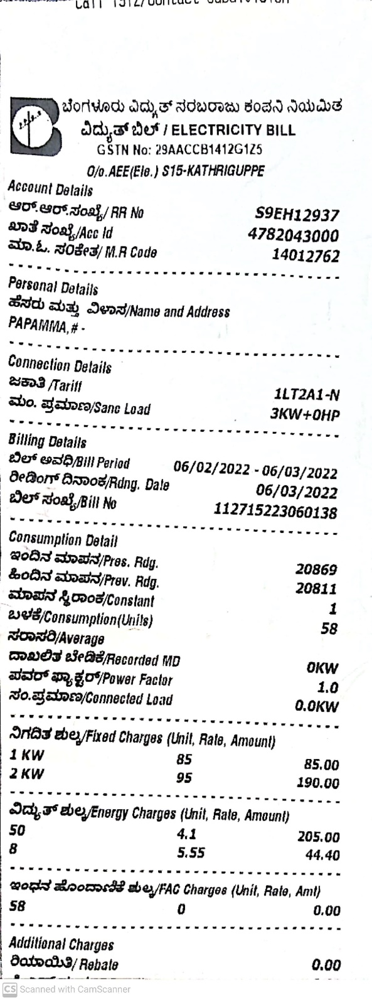 ಬೆಂಗಳೂರು ವಿದ್ಯುತ್ ಸರಬರಾಜು ಕಂಪನಿ ನಿಯಮಿತ
ವಿದ್ಯುತ್ ಬಿಲ್ / ELECTRICITY BILL
GSTN No: 29AACCB1412G1Z5
O/o.AEE(Ele.) S15-KATHRIGUPPE
Account Details
ಆರ್.ಆರ್.ಸಂಖ್ಯೆ/ RR No S9EH12937
ಖಾತೆ ಸಂಖ್ಯೆ/Acc Id 4782043000
ಮಾ.ಓ. ಸಂಕೇತ/ M.R Code 14012762
Personal Details
ಹೆಸರು ಮತ್ತು ವಿಳಾಸ/Name and Address
PAPAMMA, # -
Connection Details
ಜಕಾತಿ /Tariff 1LT2A1-N
ಮಂ. ಪ್ರಮಾಣ/Sanc Load 3KW+0HP
Billing Details
ಬಿಲ್ ಅವಧಿ/Bill Period 06/02/2022 - 06/03/2022
ರೀಡಿಂಗ್ ದಿನಾಂಕ/Rdng. Date 06/03/2022
ಬಿಲ್ ಸಂಖ್ಯೆ/Bill No 112715223060138
Consumption Detail
ಇಂದಿನ ಮಾಪನ/Pres. Rdg. 20869
ಹಿಂದಿನ ಮಾಪನ/Prev. Rdg. 20811
ಮಾಪನ ಸ್ಥಿರಾಂಕ/Constant 1
ಬಳಕೆ/Consumption(Units) 58
ಸರಾಸರಿ/Average
ದಾಖಲಿತ ಬೇಡಿಕೆ/Recorded MD 0KW
ಪವರ್ ಫ್ಯಾಕ್ಟರ್/Power Factor 1.0
ಸಂ.ಪ್ರಮಾಣ/Connected Load 0.0KW
ನಿಗದಿತ ಶುಲ್ಕ/Fixed Charges (Unit, Rate, Amount)
1 KW 85 85.00
2 KW 95 190.00
ವಿದ್ಯುತ್ ಶುಲ್ಕ/Energy Charges (Unit, Rate, Amount)
50 4.1 205.00
8 5.55 44.40
ಇಂಧನ ಹೊಂದಾಣಿಕೆ ಶುಲ್ಕ/FAC Charges (Unit, Rate, Amt)
58 0 0.00
Additional Charges
ರಿಯಾಯಿತಿ/ Rebate 0.00
CS Scanned with CamScanner